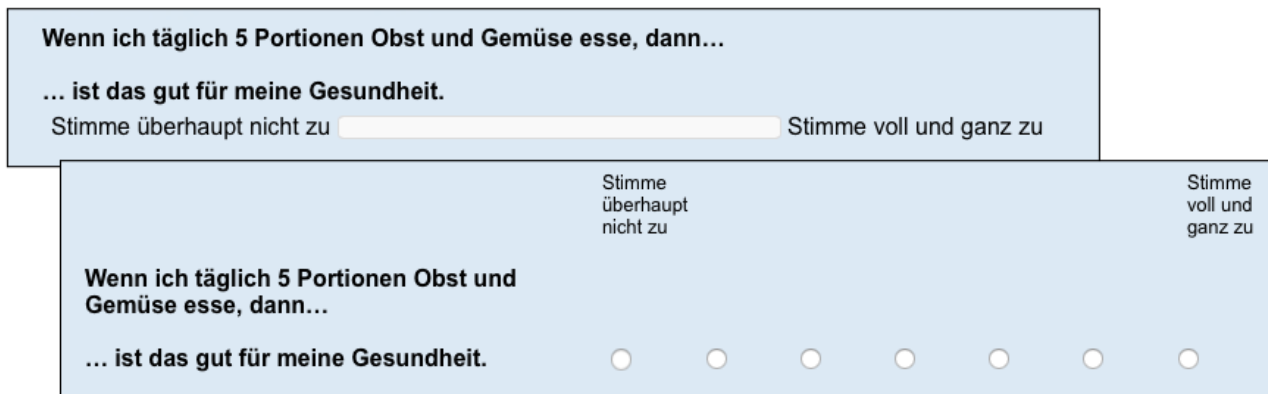 Wenn ich täglich 5 Portionen Obst und Gemüse esse, dann…
… ist das gut für meine Gesundheit.
Stimme überhaupt nicht zu Stimme voll und ganz zu
Stimme
überhaupt
nicht zu
Stimme
voll und
ganz zu
Wenn ich täglich 5 Portionen Obst und
Gemüse esse, dann…
… ist das gut für meine Gesundheit.